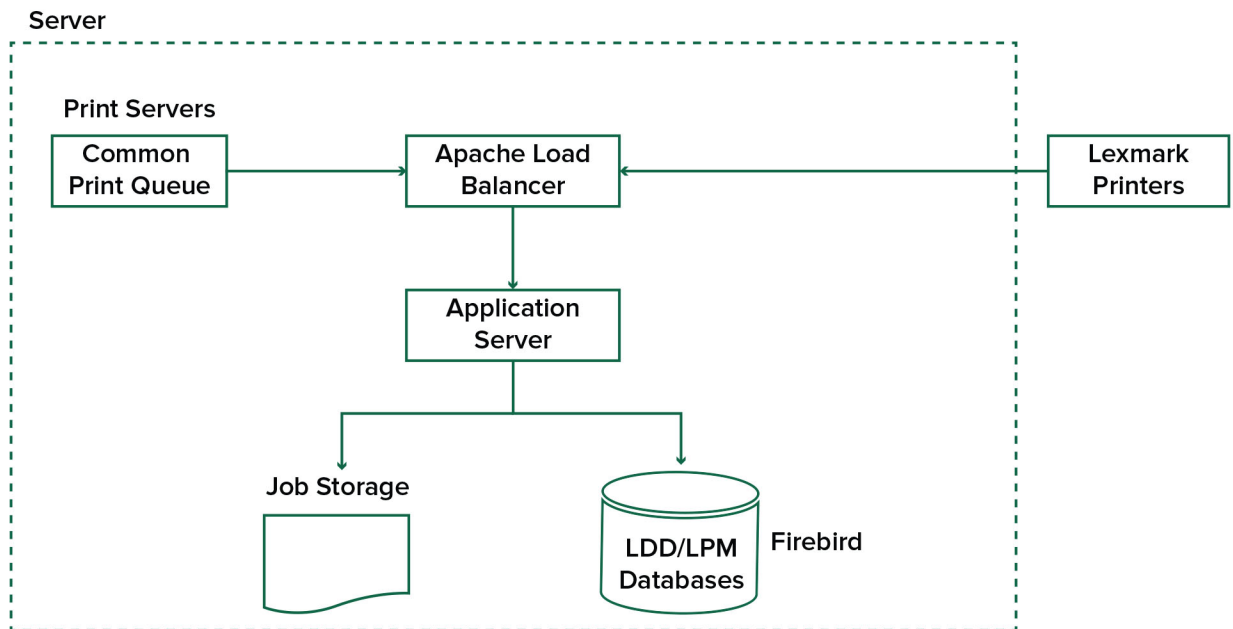 Server
Print Servers
Common
Print Queue
Apache Load
Balancer
Lexmark
Printers
Application
Server
Job Storage
LDD/LPM
Databases
Firebird